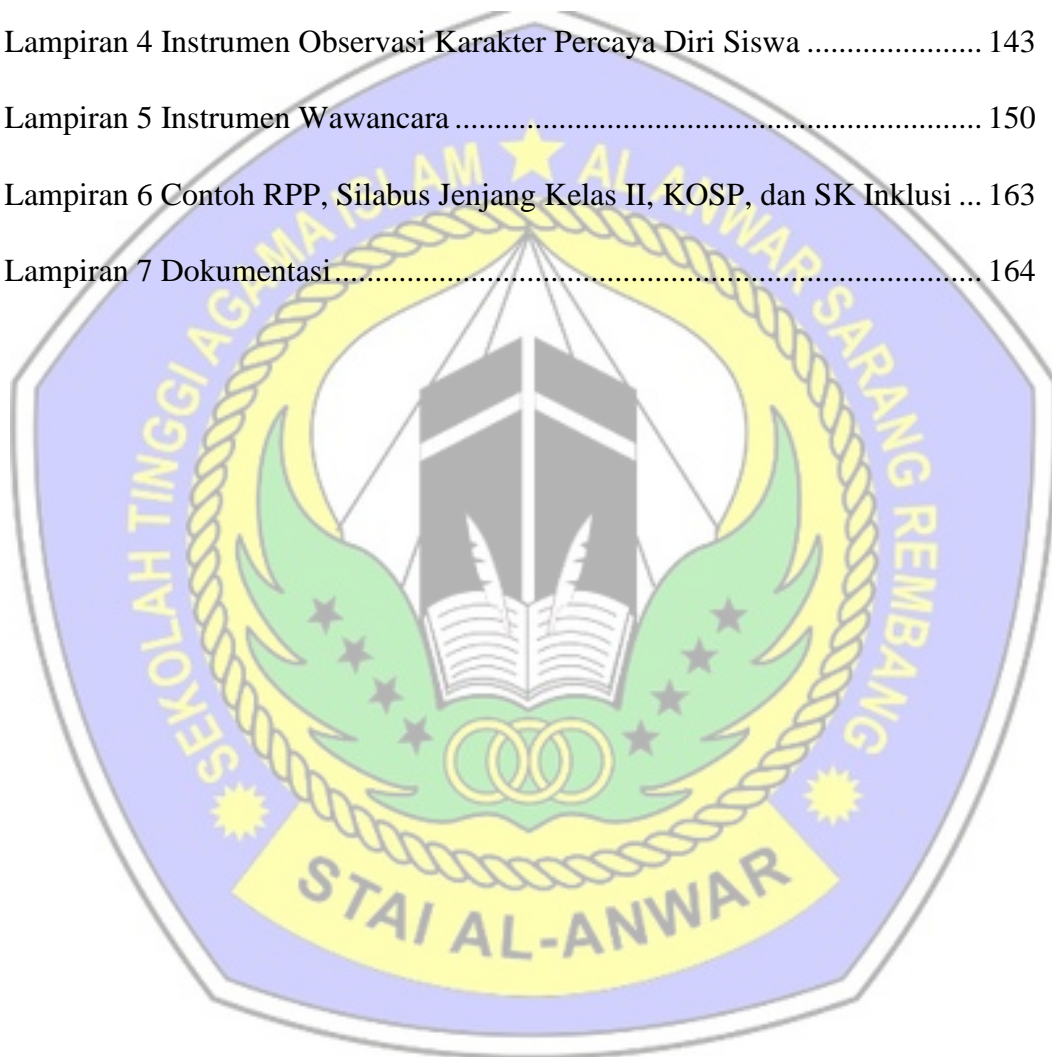 Lampiran 4 Instrumen Observasi Karakter Percaya Diri Siswa ...................... 143
Lampiran 5 Instrumen Wawancara .................................................................. 150
Lampiran 6 Contoh RPP, Silabus Jenjang Kelas II, KOSP, dan SK Inklusi ... 163
Lampiran 7 Dokumentasi.................................................................................. 164
SEKOLAH TINGGI AGAMA ISLAM AL ANWAR SARANG REMBANG
STAI AL-ANWAR